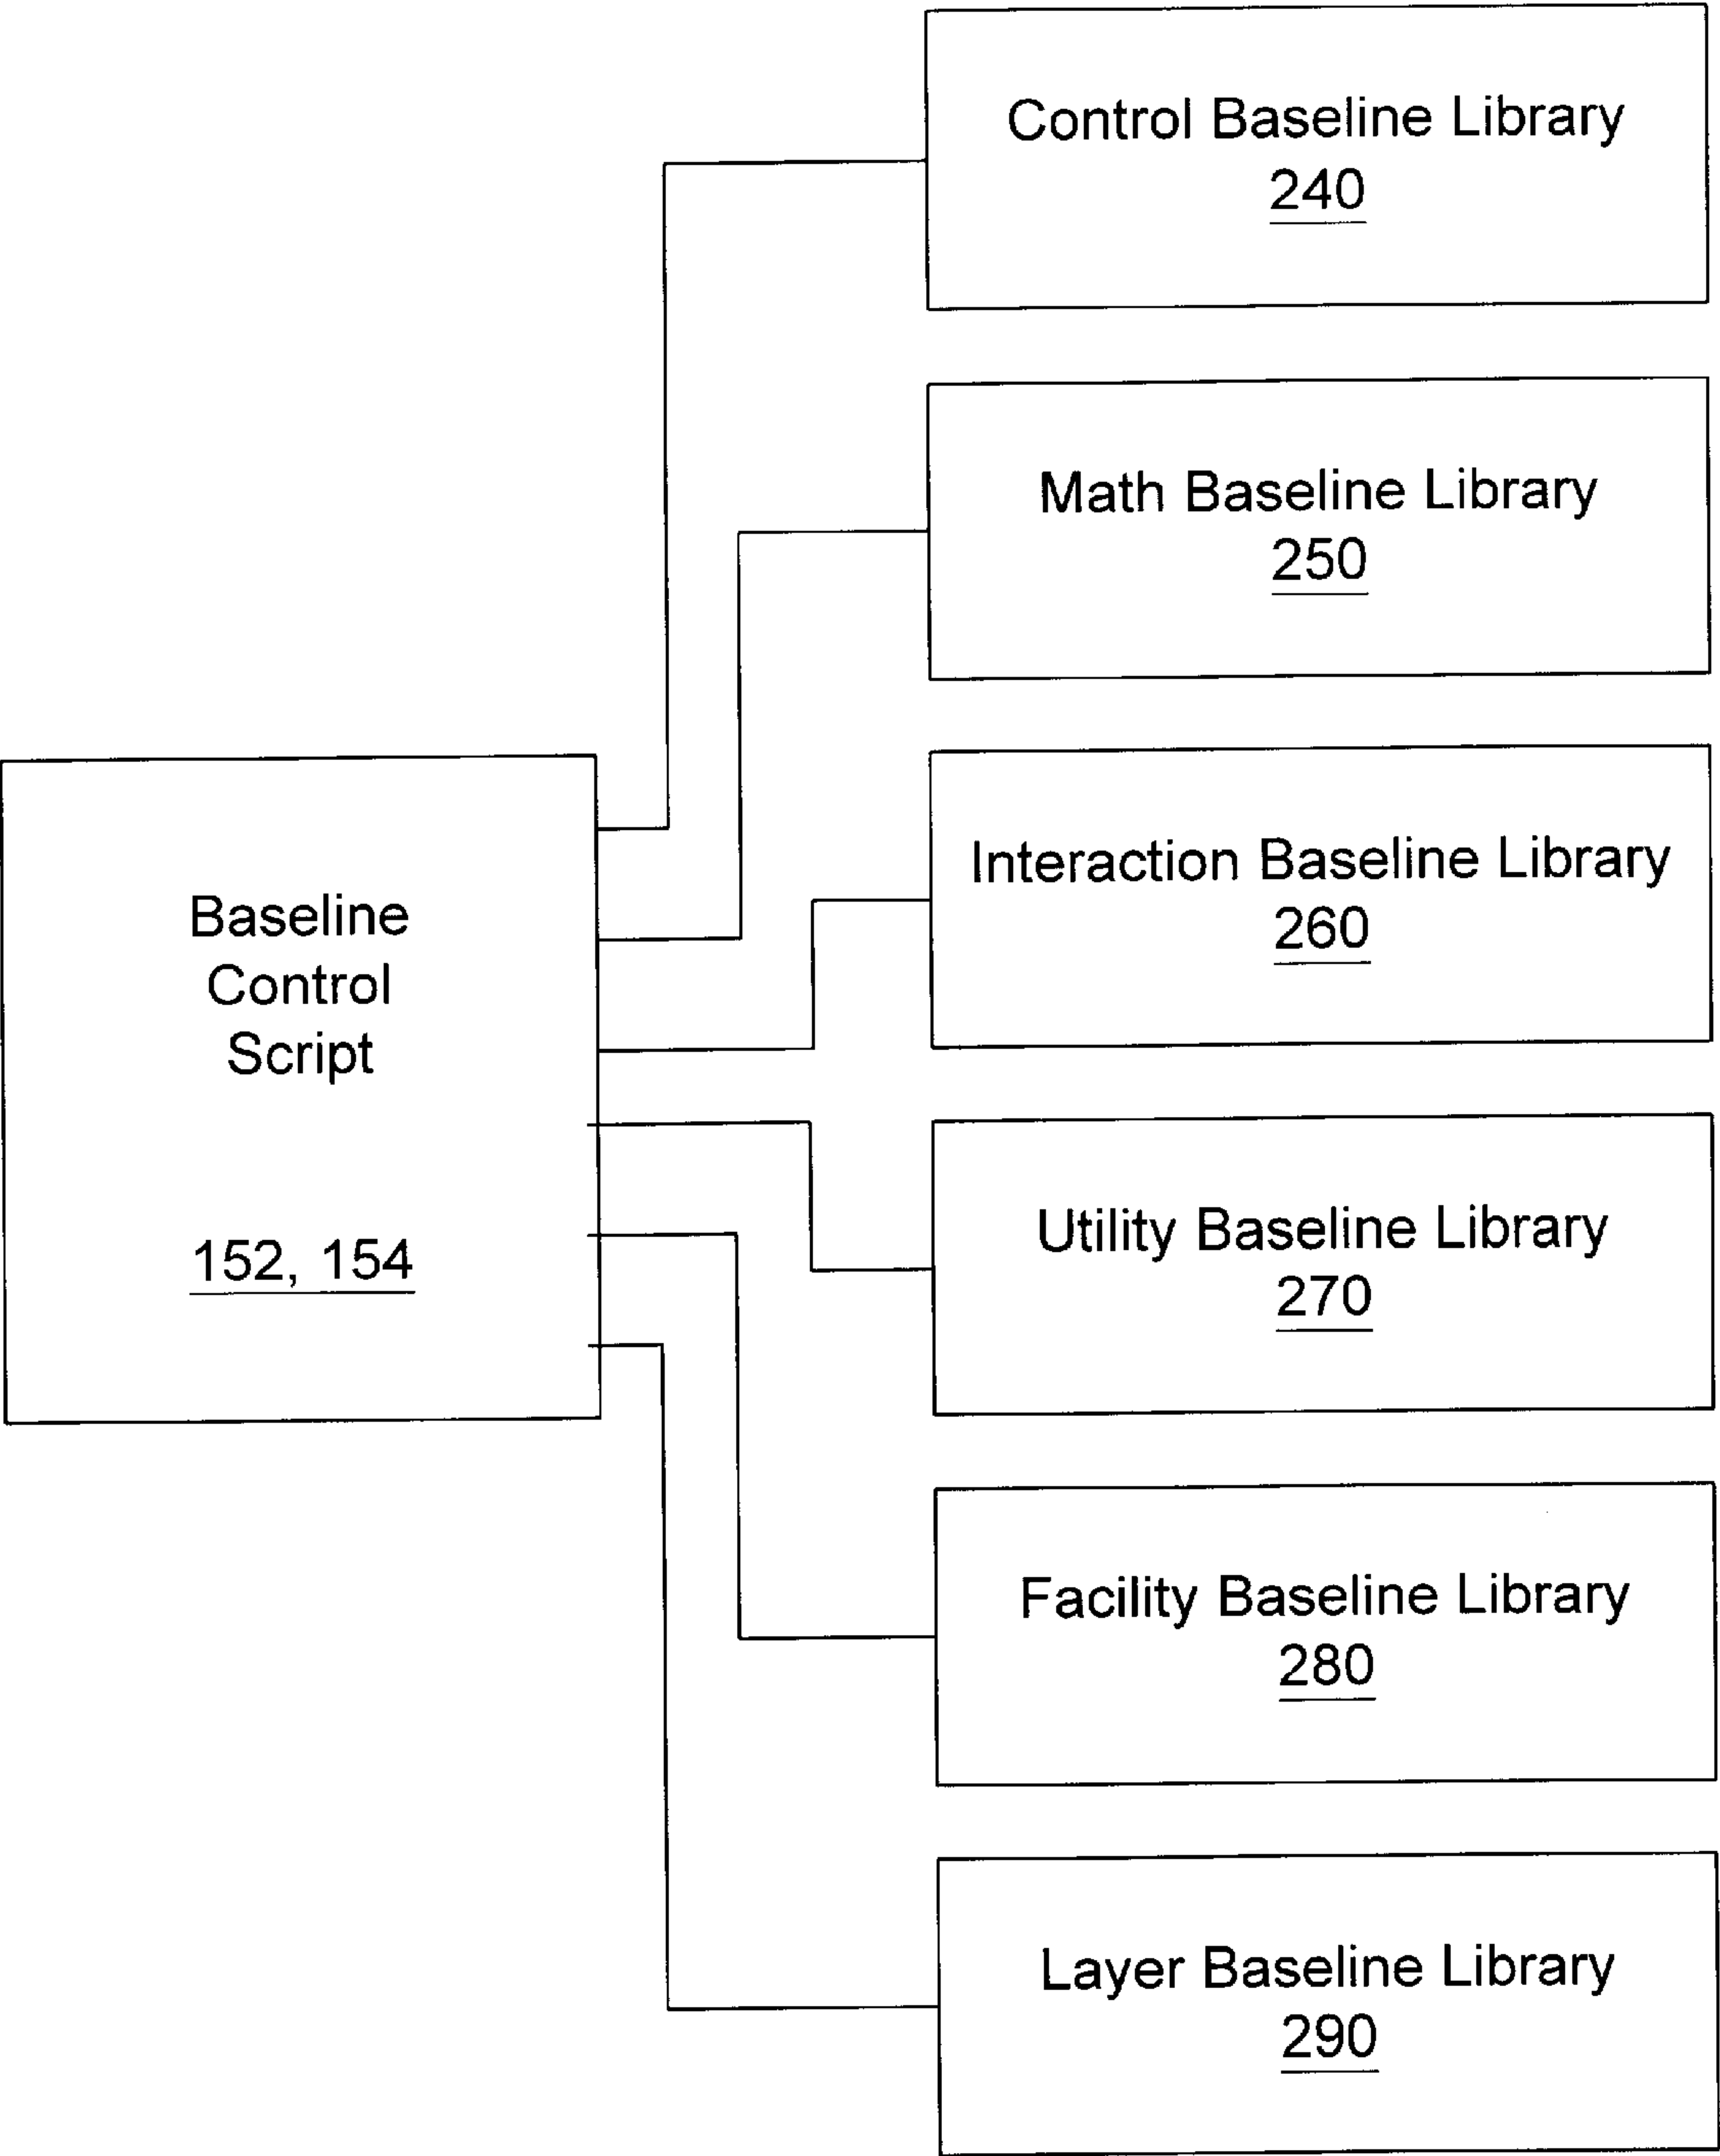 Control Baseline Library
240
Math Baseline Library
250
Interaction Baseline Library
260
Baseline
Control
Script
152, 154
Utility Baseline Library
270
Facility Baseline Library
280
Layer Baseline Library
290